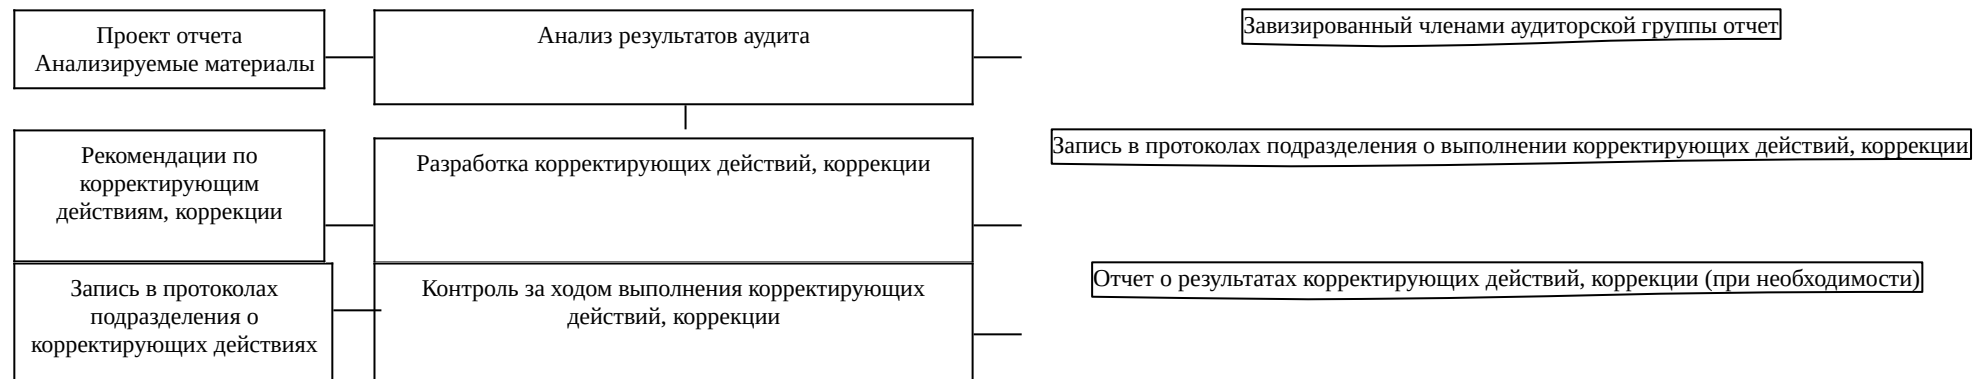 Проект отчета
Анализируемые материалы
Анализ результатов аудита
Завизированный членами аудиторской группы отчет
Рекомендации по
корректирующим
действиям, коррекции
Разработка корректирующих действий, коррекции
Запись в протоколах подразделения о выполнении корректирующих действий, коррекции
Запись в протоколах
подразделения о
корректирующих действиях
Контроль за ходом выполнения корректирующих
действий, коррекции
Отчет о результатах корректирующих действий, коррекции (при необходимости)